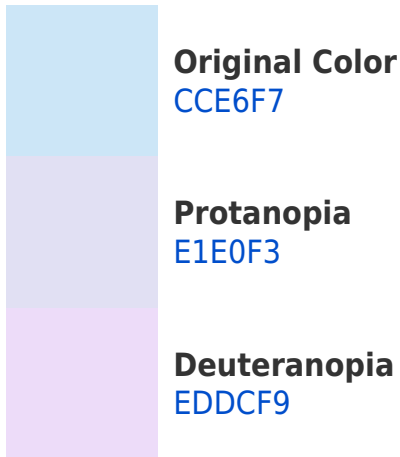 Original Color
CCE6F7
Protanopia
E1E0F3
Deuteranopia
EDDCF9